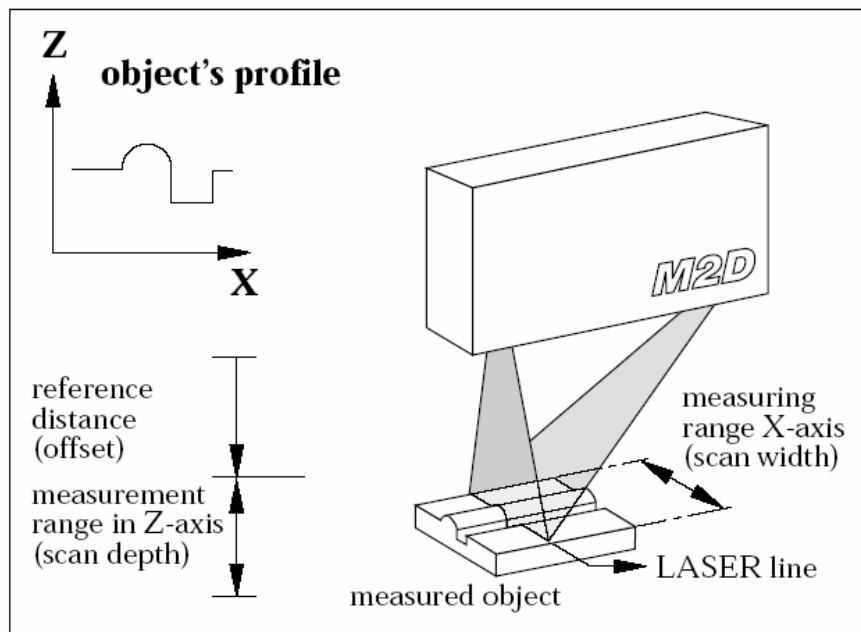 Z
object's profile
X
M2D
reference
distance
(offset)
measurement
range in Z-axis
(scan depth)
measuring
range X-axis
(scan width)
LASER line
measured object